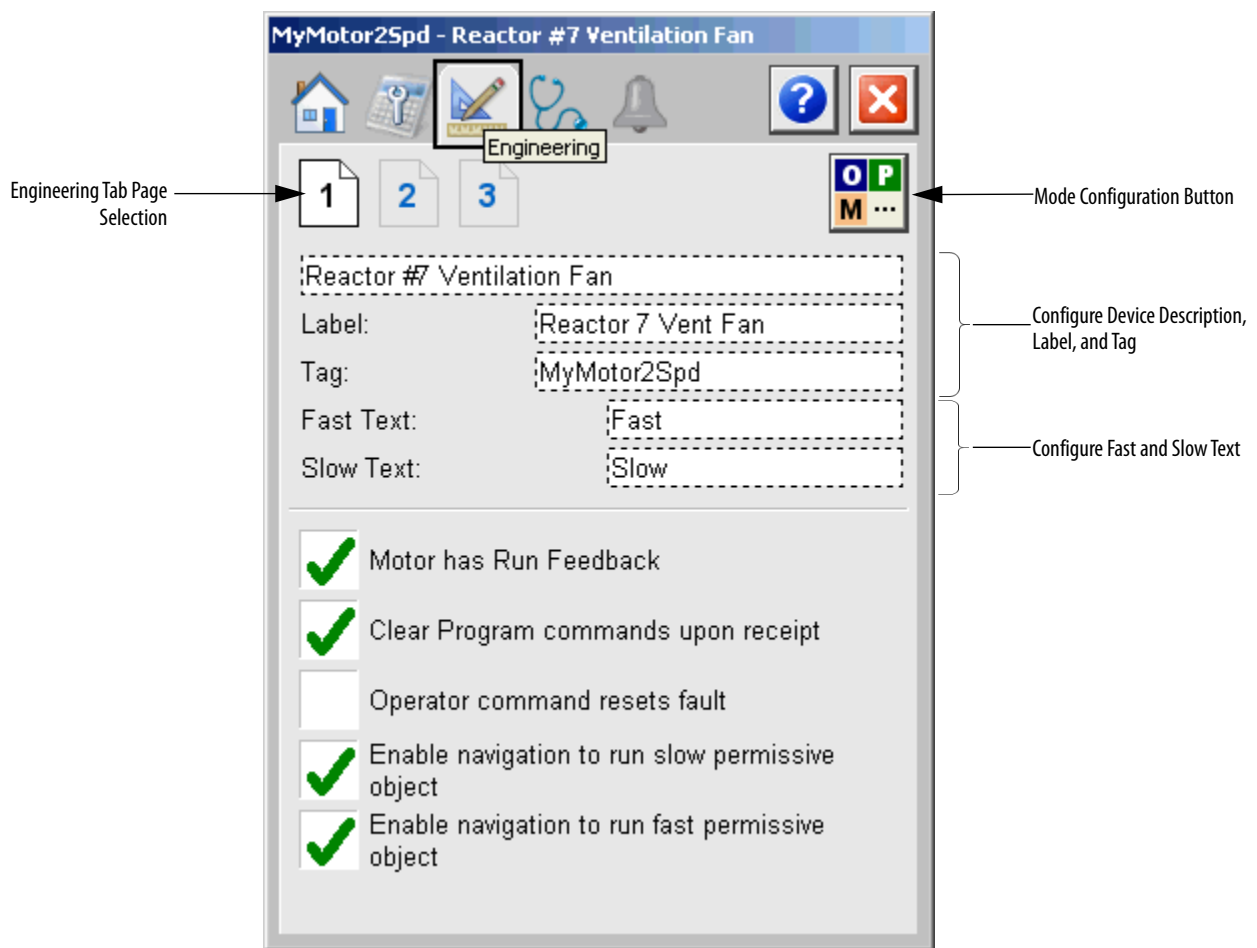 MyMotor2Spd - Reactor #7 Ventilation Fan
?
Engineering
Engineering Tab Page
Selection
1
2
3
O P
M ...
Mode Configuration Button
Reactor #7 Ventilation Fan
Label:
Reactor 7 Vent Fan
Tag:
MyMotor2Spd
Configure Device Description,
Label, and Tag
Fast Text:
Fast
Slow Text:
Slow
Configure Fast and Slow Text
Motor has Run Feedback
Clear Program commands upon receipt
Operator command resets fault
Enable navigation to run slow permissive
object
Enable navigation to run fast permissive
object